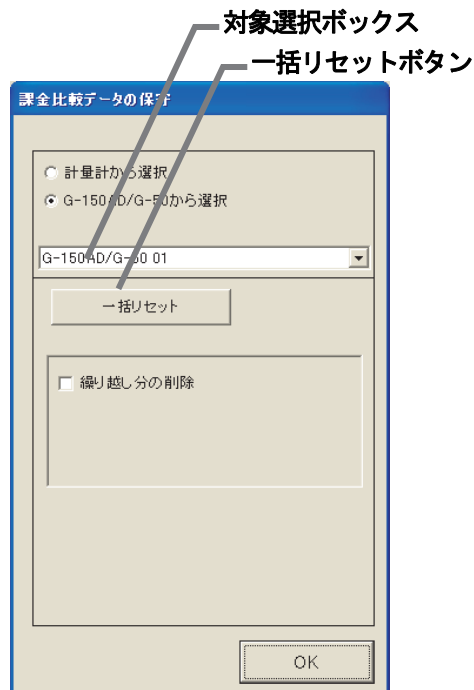 対象選択ボックス
一括リセットボタン
課金比較データの保守
計量計から選択
G-150AD/G-50から選択
G-150AD/G-50 01
一括リセット
繰り越し分の削除
OK